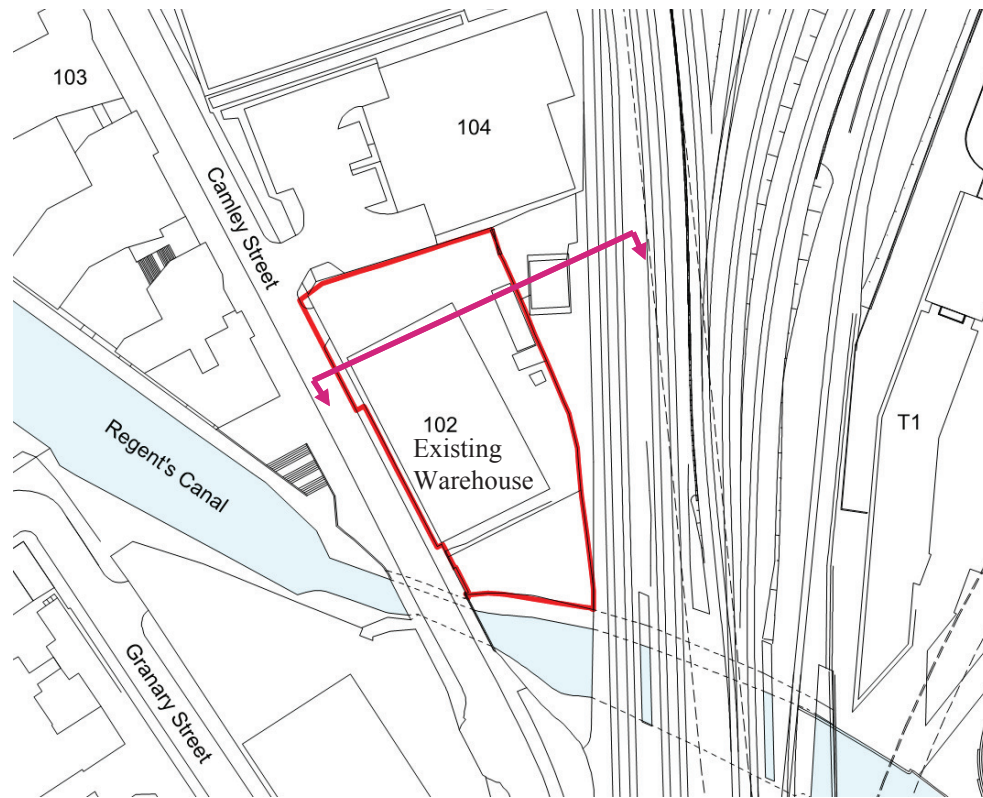 103
104
Camley Street
102
Existing
Warehouse
T1
Regent's Canal
Granary Street